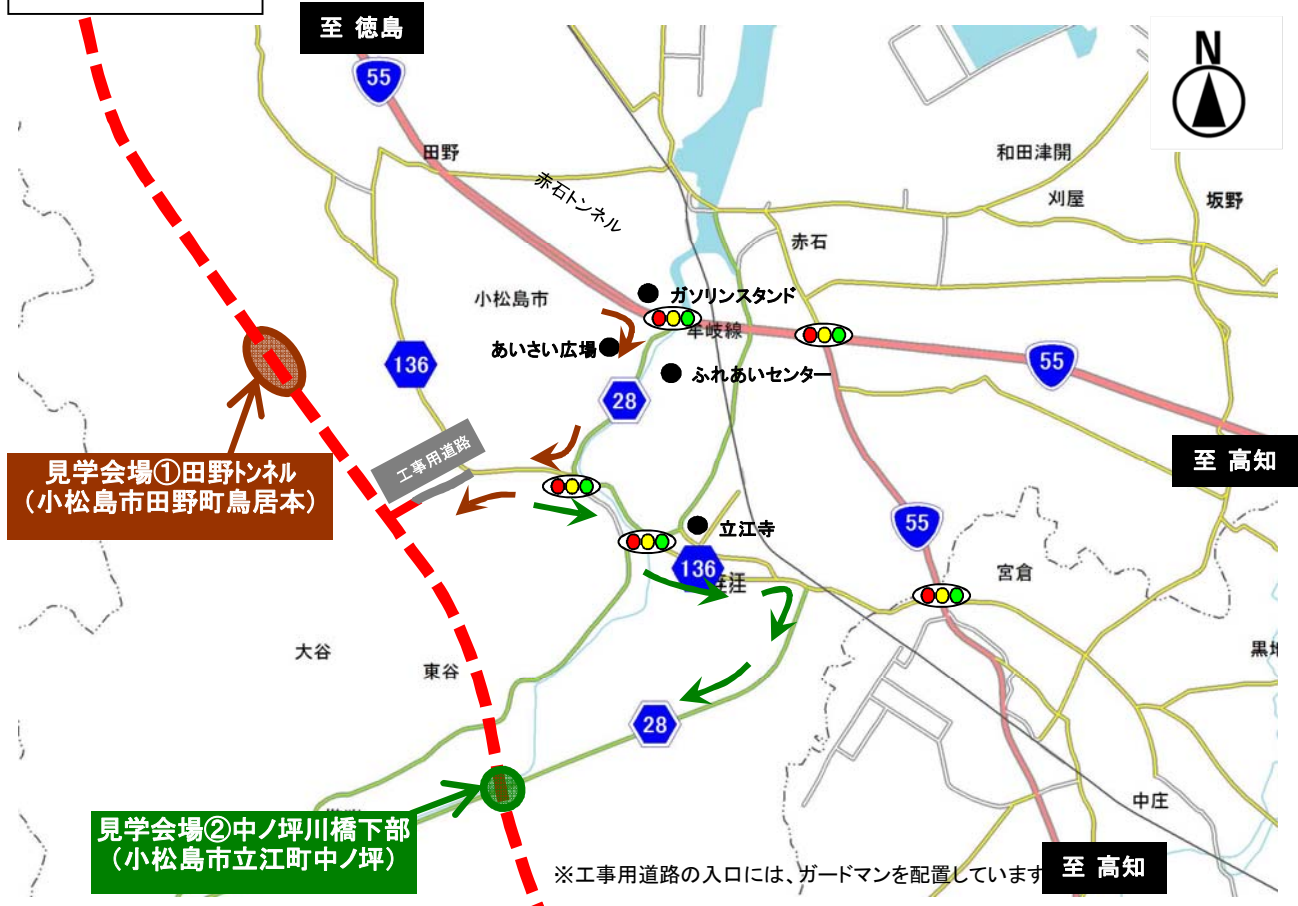 至 徳島
N
55
田野
和田津開
赤石トンネル
刈屋
坂野
赤石
小松島市
ガソリンスタンド
牟岐線
あいさい広場
136
55
ふれあいセンター
28
工事用道路
至 高知
見学会場①田野トンネル
(小松島市田野町鳥居本)
立江寺
55
136
宮倉
大谷
東谷
黒地
28
中庄
見学会場②中ノ坪川橋下部
(小松島市立江町中ノ坪)
※工事用道路の入口には、ガードマンを配置しています
至 高知